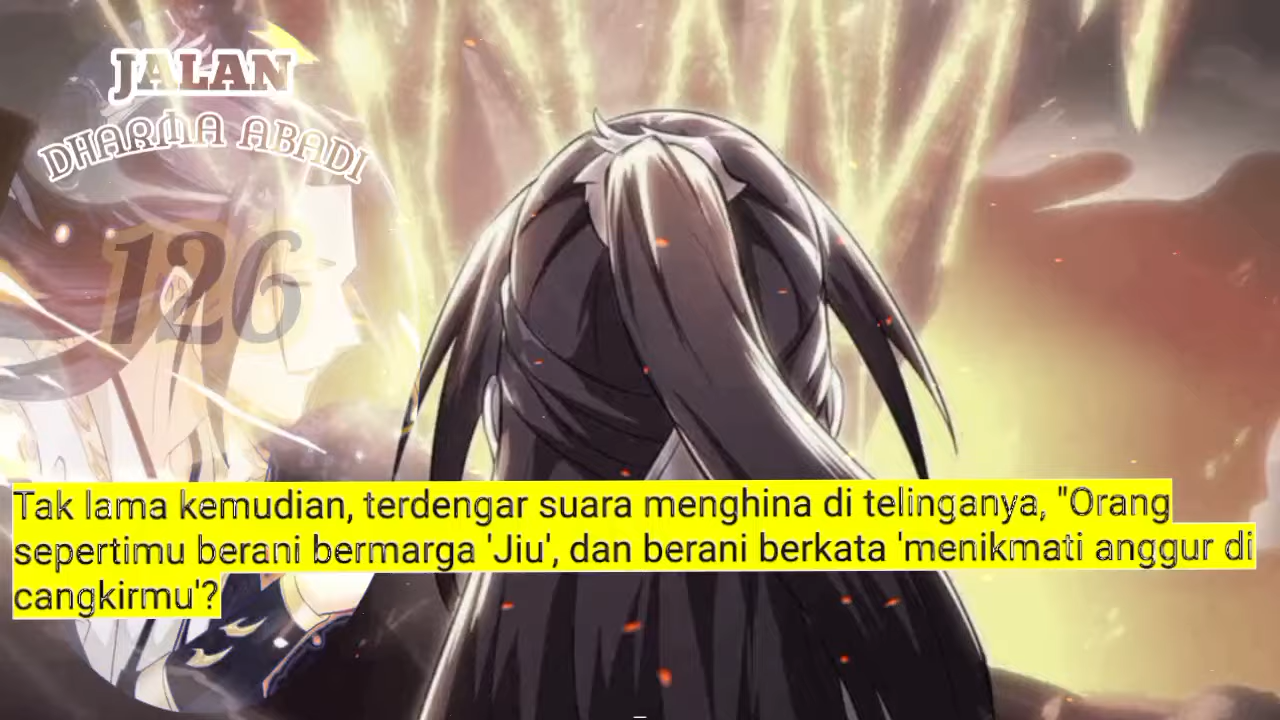 JALAN
DHARMA ABADI
126
Tak lama kemudian, terdengar suara menghina di telinganya, "Orang
sepertimu berani bermarga 'Jiu', dan berani berkata 'menikmati anggur di
cangkirmu'?